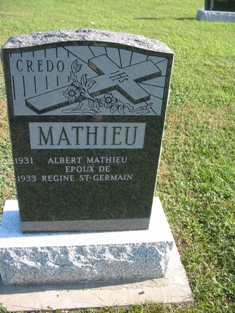 CREDO
MATHIEU
1931 ALBERT MATHIEU
EPOUX DE
1933 REGINE ST-GERMAIN